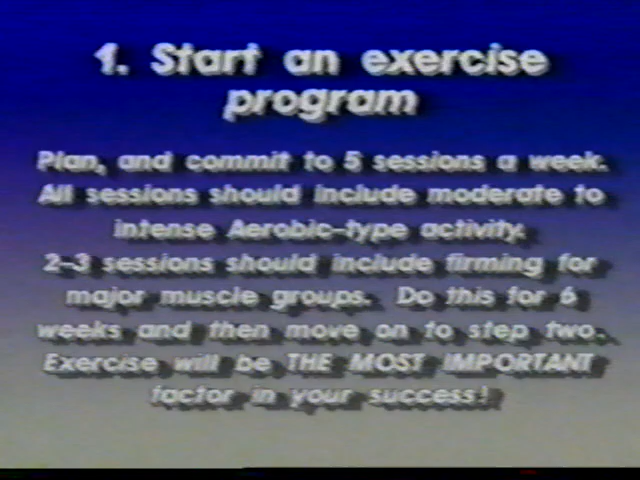 1. Start an exercise
program
Plan, and commit to 5 sessions a week.
All sessions should include moderate to
intense Aerobic-type activity.
2-3 sessions should include firming for
major muscle groups. Do this for 6
weeks and then move on to step two.
Exercise will be THE MOST IMPORTANT
factor in your success!